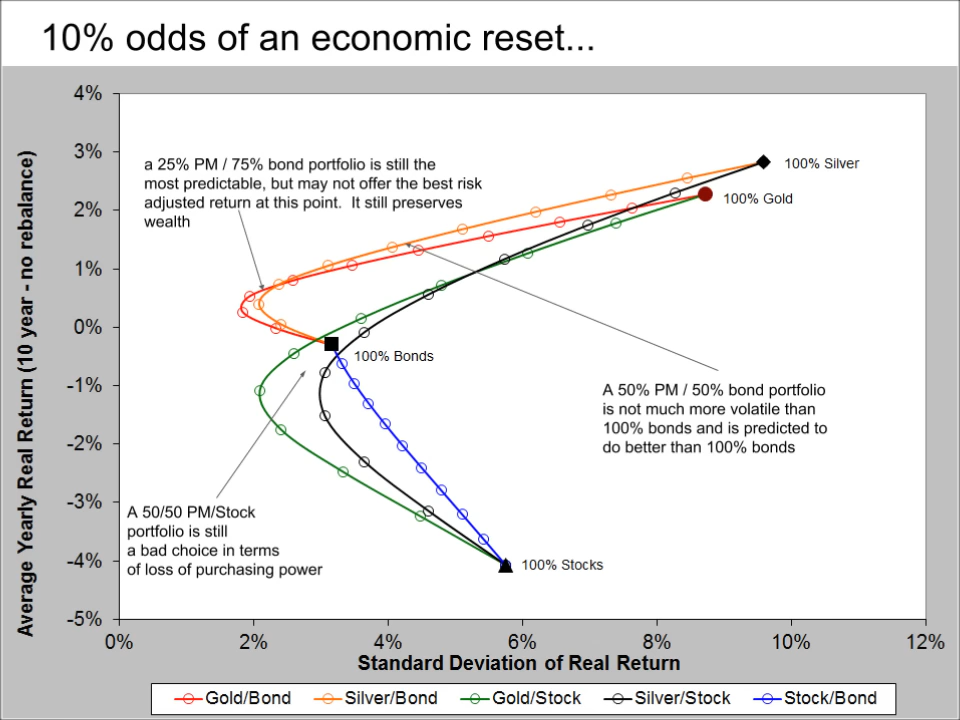 10% odds of an economic reset...
4%
3%
2%
1%
0%
-1%
-2%
-3%
-4%
-5%
Average Yearly Real Return (10 year - no rebalance)
a 25% PM / 75% bond portfolio is still the
most predictable, but may not offer the best risk
adjusted return at this point.  It still preserves
wealth
100% Silver
100% Gold
100% Bonds
A 50% PM / 50% bond portfolio
is not much more volatile than
100% bonds and is predicted to
do better than 100% bonds
A 50/50 PM/Stock
portfolio is still
a bad choice in terms
of loss of purchasing power
100% Stocks
0% 2% 4% 6% 8% 10% 12%
Standard Deviation of Real Return
Gold/Bond Silver/Bond Gold/Stock Silver/Stock Stock/Bond